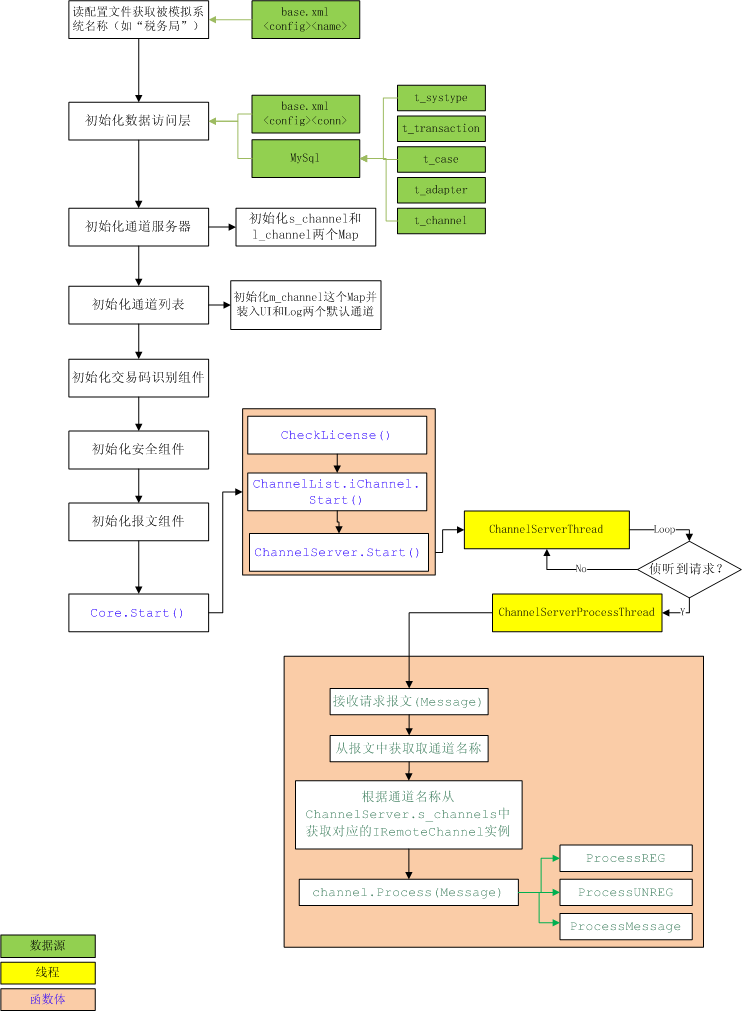 读配置文件获取被模拟系
统名称（如“税务局”）
base.xml
<config><name>
初始化数据访问层
base.xml
<config><conn>
MySql
t_systype
t_transaction
t_case
t_adapter
t_channel
初始化通道服务器
初始化s_channel和
l_channel两个Map
初始化通道列表
初始化m_channel这个Map并
装入UI和Log两个默认通道
初始化交易码识别组件
初始化安全组件
初始化报文组件
Core.Start()
CheckLicense()
ChannelList.iChannel.
Start()
ChannelServer.Start()
ChannelServerThread
Loop
侦听到请求？
No
Y
ChannelServerProcessThread
接收请求报文(Message)
从报文中获取取通道名称
根据通道名称从
ChannelServer.s_channels中
获取对应的IRemoteChannel实例
channel.Process(Message)
ProcessREG
ProcessUNREG
ProcessMessage
数据源
线程
函数体